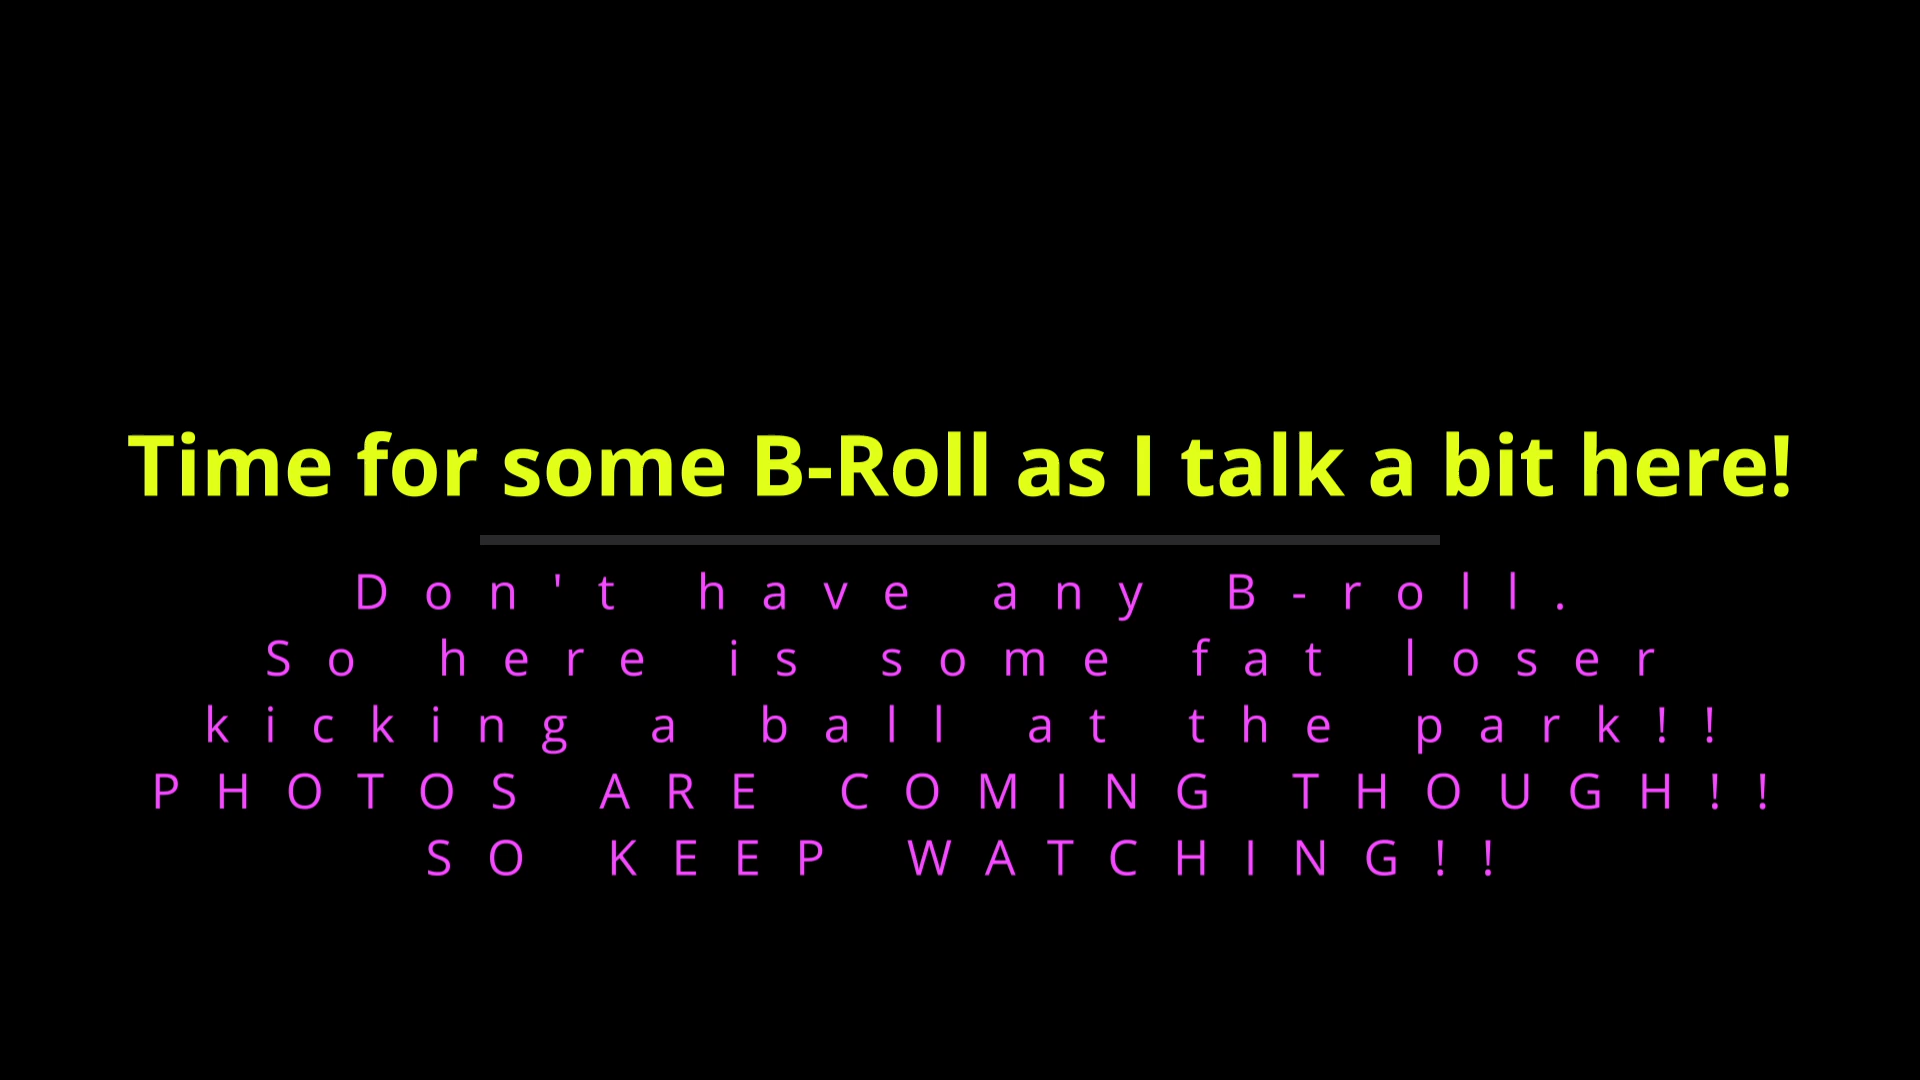 Time for some B-Roll as I talk a bit here!
Don't have any B-roll.
So here is some fat loser
kicking a ball at the park!!
PHOTOS ARE COMING THOUGH!!
SO KEEP WATCHING!!